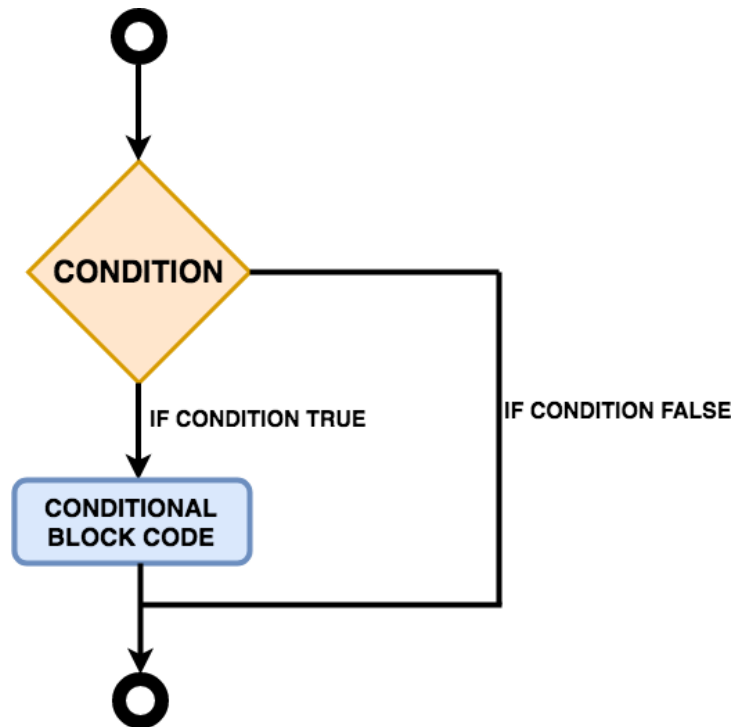 CONDITION
IF CONDITION TRUE
IF CONDITION FALSE
CONDITIONAL
BLOCK CODE